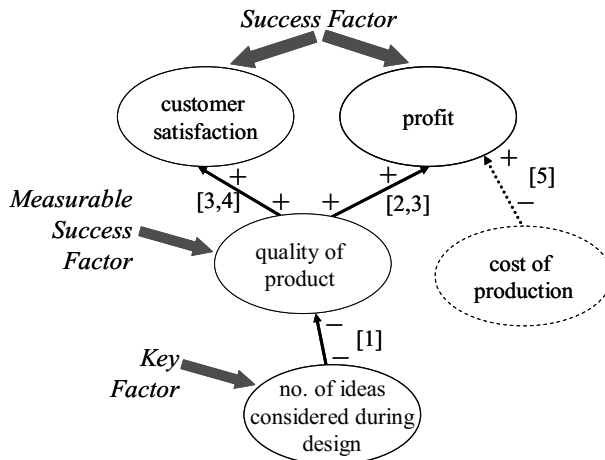 Success Factor
customer
satisfaction
profit
+
+
+
[5]
−
[3,4]
+
+
[2,3]
Measurable
Success
Factor
quality of
product
cost of
production
−
[1]
−
Key
Factor
no. of ideas
considered during
design